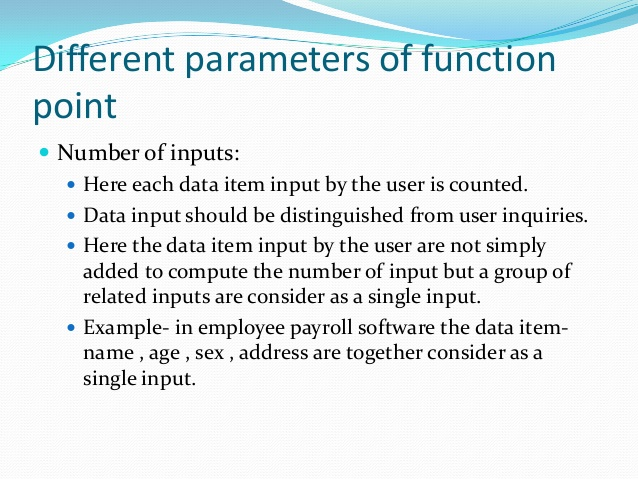 Different parameters of function
point
Number of inputs:
Here each data item input by the user is counted.
Data input should be distinguished from user inquiries.
Here the data item input by the user are not simply
added to compute the number of input but a group of
related inputs are consider as a single input.
Example- in employee payroll software the data item-
name , age , sex , address are together consider as a
single input.